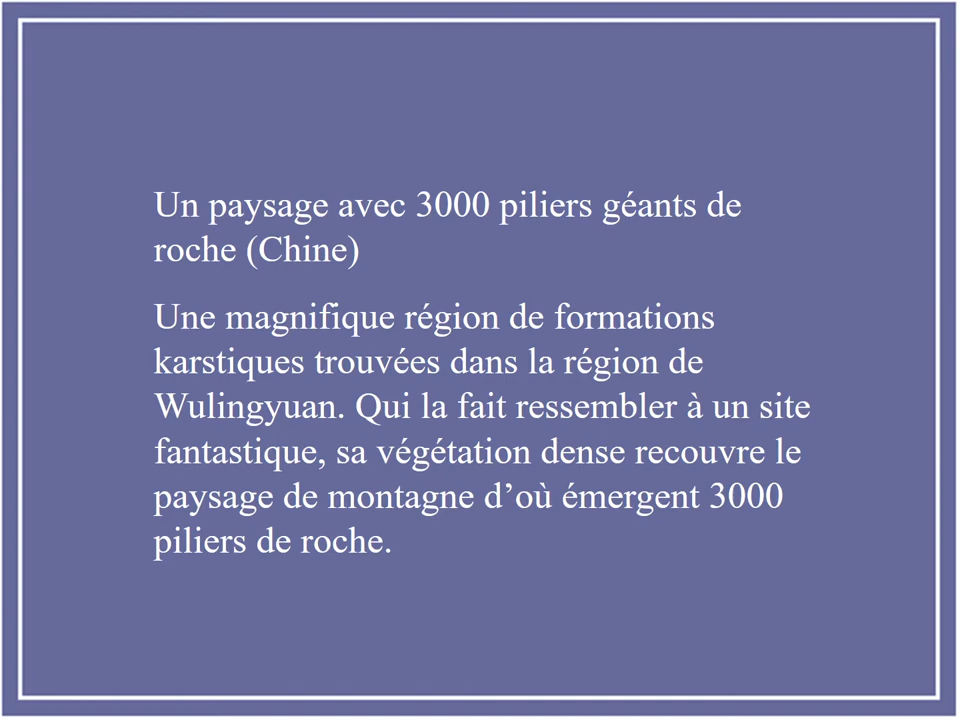 Un paysage avec 3000 piliers géants de
roche (Chine)
Une magnifique région de formations
karstiques trouvées dans la région de
Wulingyuan. Qui la fait ressembler à un site
fantastique, sa végétation dense recouvre le
paysage de montagne d’où émergent 3000
piliers de roche.